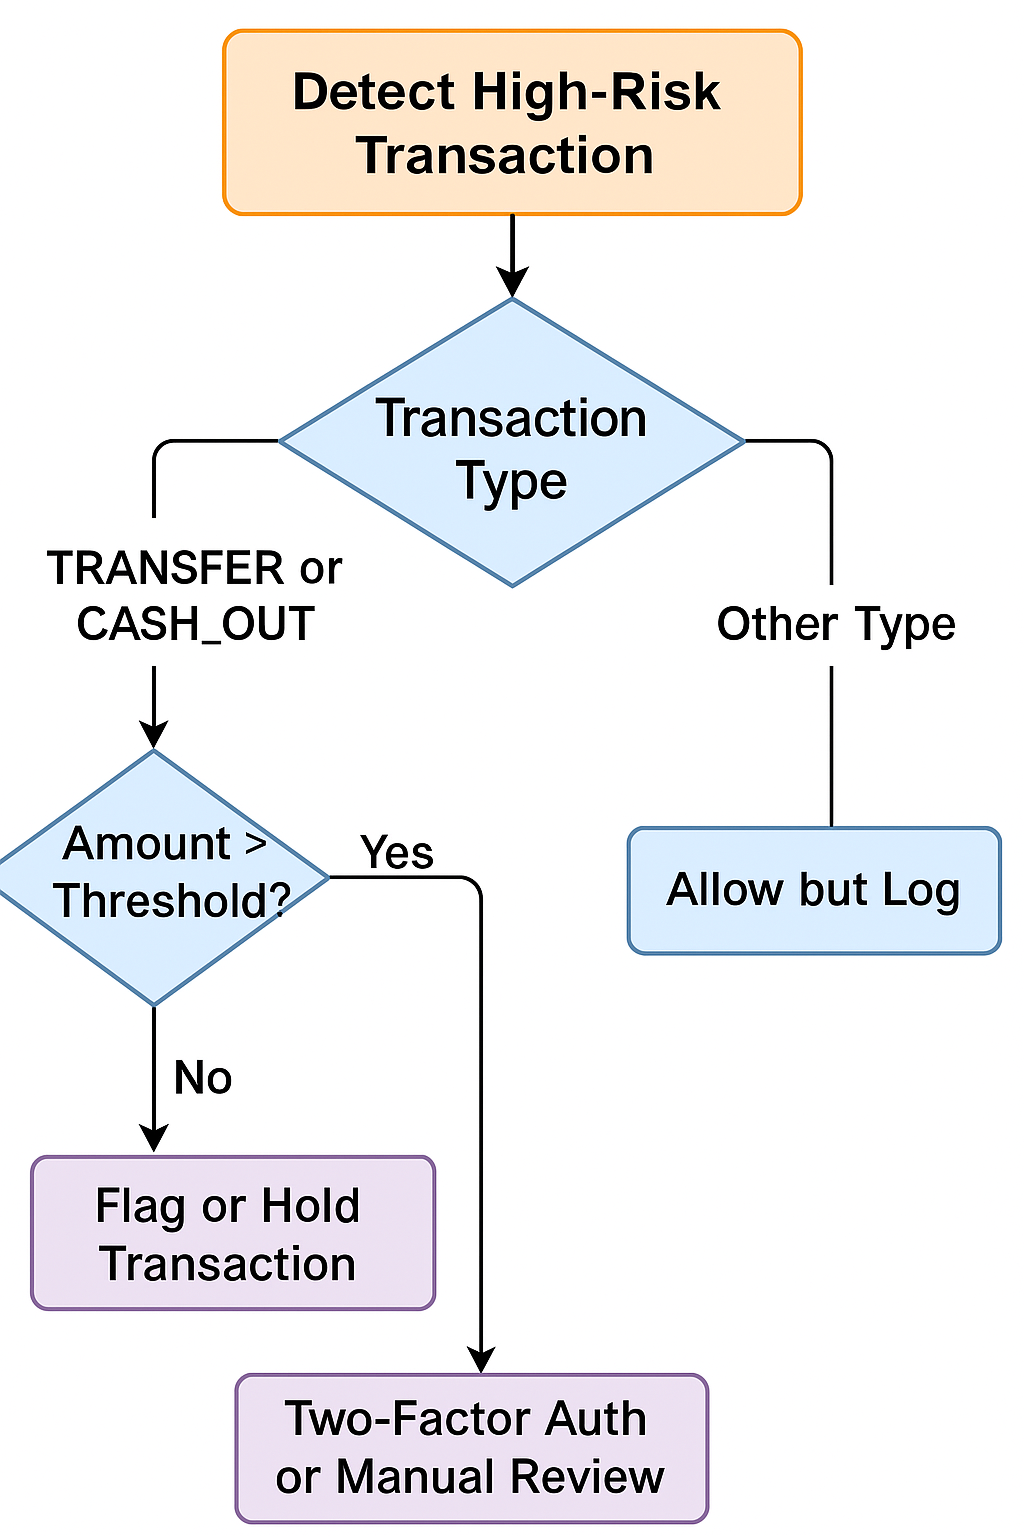 Detect High-Risk
Transaction
Transaction
Type
TRANSFER or
CASH_OUT
Other Type
Amount >
Threshold?
Yes
Allow but Log
No
Flag or Hold
Transaction
Two-Factor Auth
or Manual Review